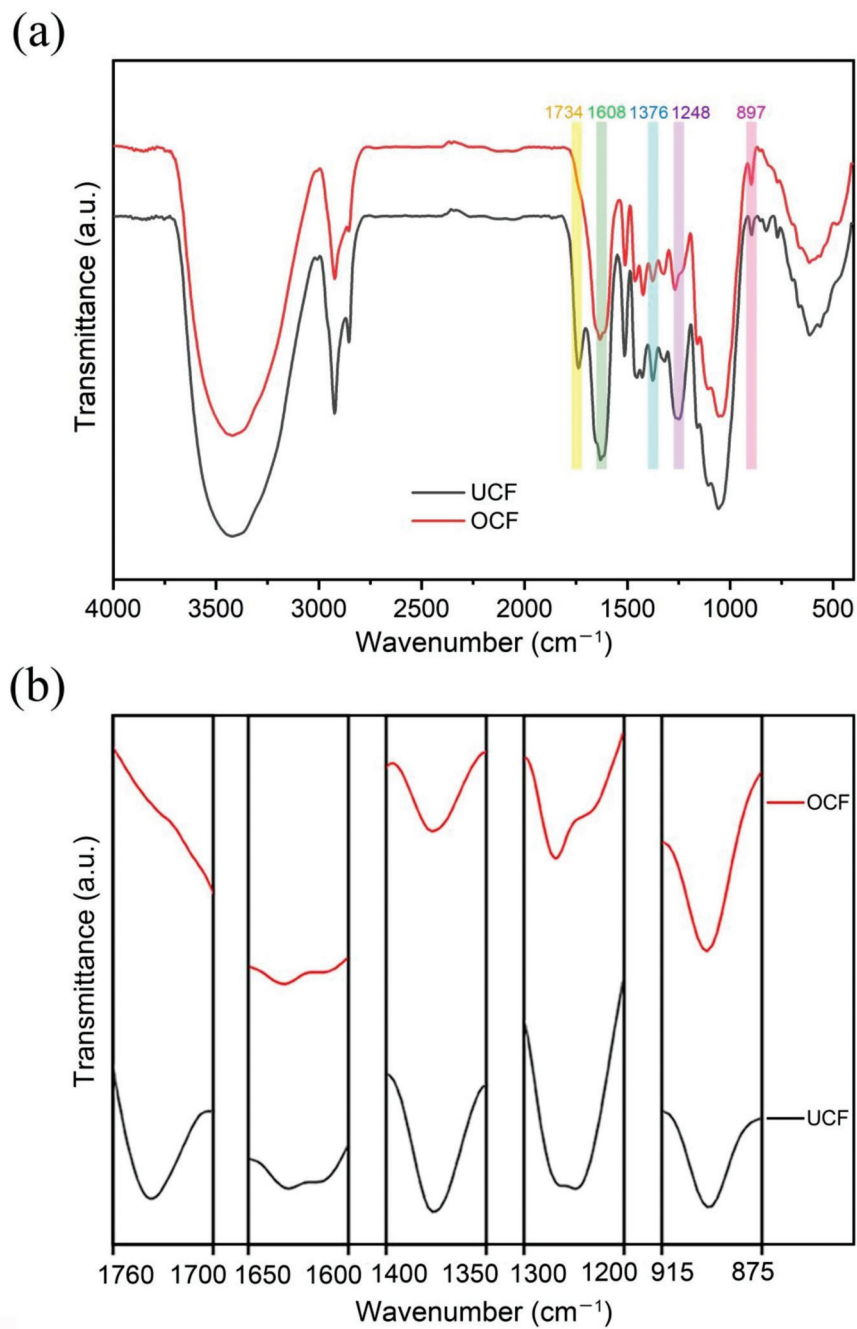 (a)
1734 1608 1376 1248 897
Transmittance (a.u.)
UCF
OCF
4000 3500 3000 2500 2000 1500 1000 500
Wavenumber (cm⁻¹)
(b)
Transmittance (a.u.)
OCF
UCF
1760 1700 1650 1600 1400 1350 1300 1200 915 875
Wavenumber (cm⁻¹)